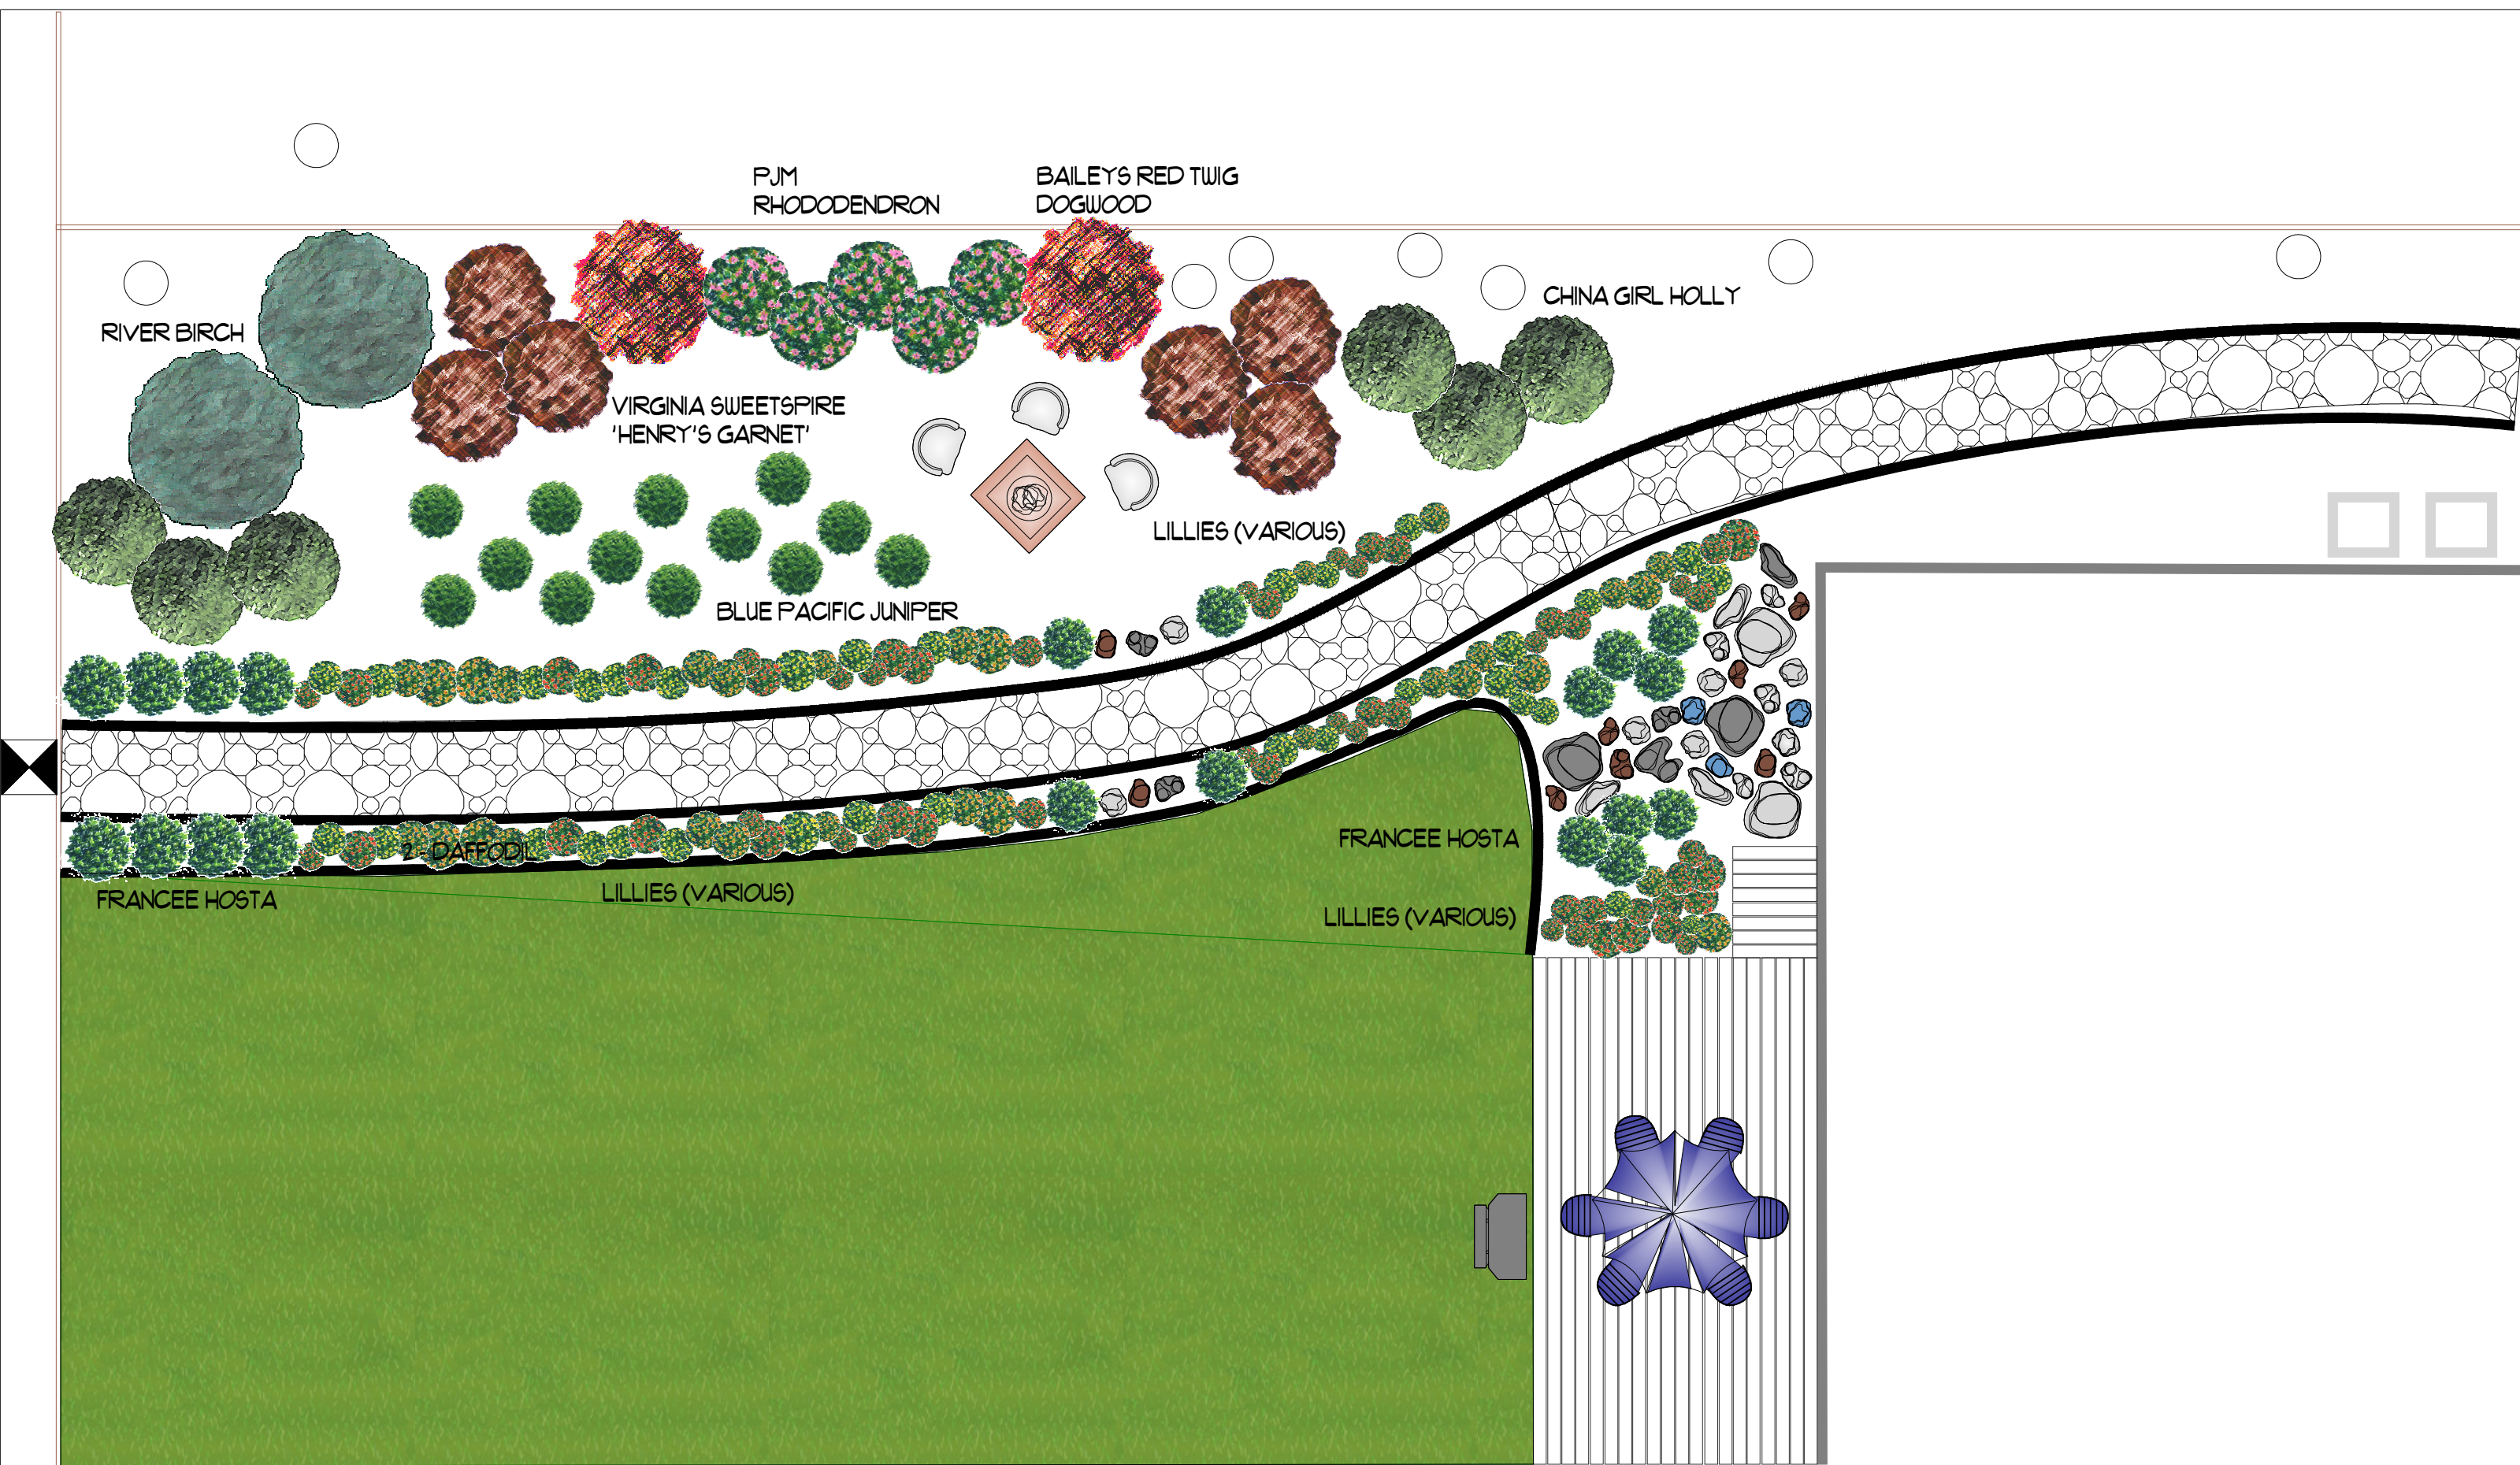 PJM
RHODODENDRON
BAILEYS RED TWIG
DOGWOOD
CHINA GIRL HOLLY
RIVER BIRCH
VIRGINIA SWEETSPIRE
'HENRY'S GARNET'
LILLIES (VARIOUS)
BLUE PACIFIC JUNIPER
2 - DAFFODIL
FRANCEE HOSTA
LILLIES (VARIOUS)
FRANCEE HOSTA
LILLIES (VARIOUS)